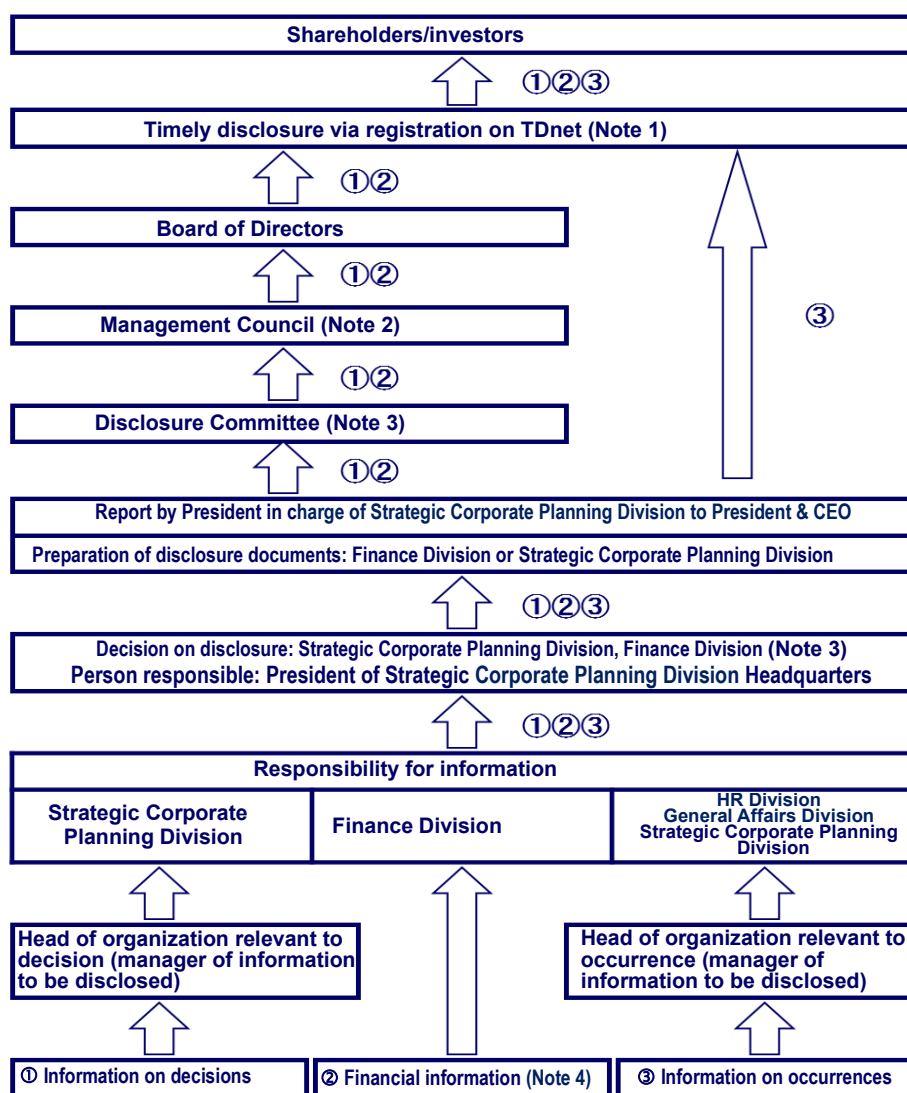 Shareholders/investors
①②③
Timely disclosure via registration on TDnet (Note 1)
①②
Board of Directors
①②
③
Management Council (Note 2)
①②
Disclosure Committee (Note 3)
①②
Report by President in charge of Strategic Corporate Planning Division to President & CEO
Preparation of disclosure documents: Finance Division or Strategic Corporate Planning Division
①②③
Decision on disclosure: Strategic Corporate Planning Division, Finance Division (Note 3)
Person responsible: President of Strategic Corporate Planning Division Headquarters
①②③
Responsibility for information
Strategic Corporate
Planning Division
Finance Division
HR Division
General Affairs Division
Strategic Corporate Planning
Division
Head of organization relevant to
decision (manager of information
to be disclosed)
Head of organization relevant to
occurrence (manager of
information to be disclosed)
① Information on decisions
② Financial information (Note 4)
③ Information on occurrences